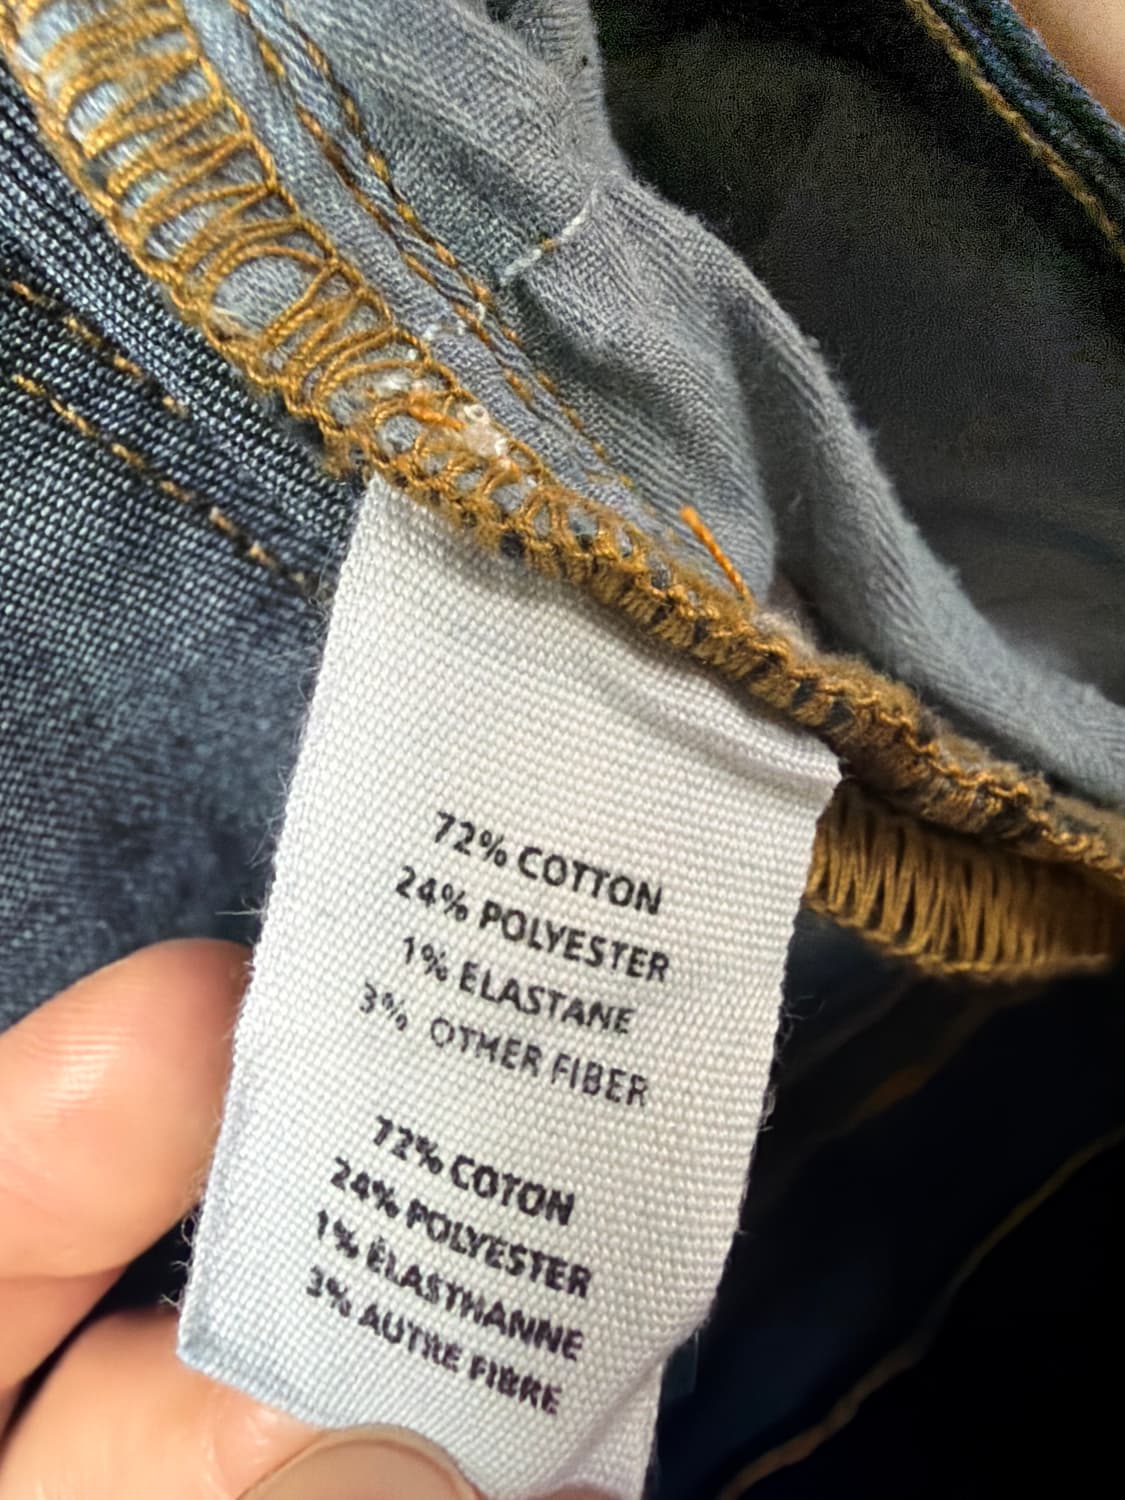 72% COTTON
24% POLYESTER
1% ELASTANE
3% OTHER FIBER
72% COTON
24% POLYESTER
1% ÉLASTHANNE
3% AUTRE FIBRE